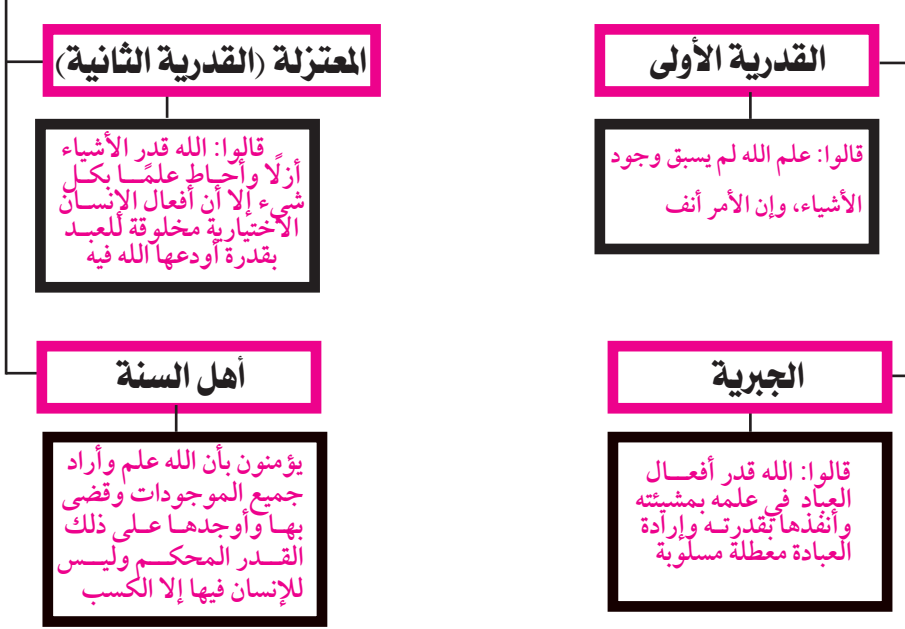 القدرية الأولى
قالوا: علم الله لم يسبق وجود
الأشياء، وإن الأمر أنف
المعتزلة (القدرية الثانية)
قالوا: الله قدر الأشياء
أزلًا وأحاط علمًا بكل
شيء إلا أن أفعال الإنسان
الاختيارية مخلوقة للعبد
بقدرة أودعها الله فيه
الجبرية
قالوا: الله قدر أفعال
العباد في علمه بمشيئته
وأنفذها بقدرته وإرادة
العبادة معطلة مسلوبة
أهل السنة
يؤمنون بأن الله علم وأراد
جميع الموجودات وقضى
بها وأوجدها على ذلك
القدر المحكم وليس
للإنسان فيها إلا الكسب